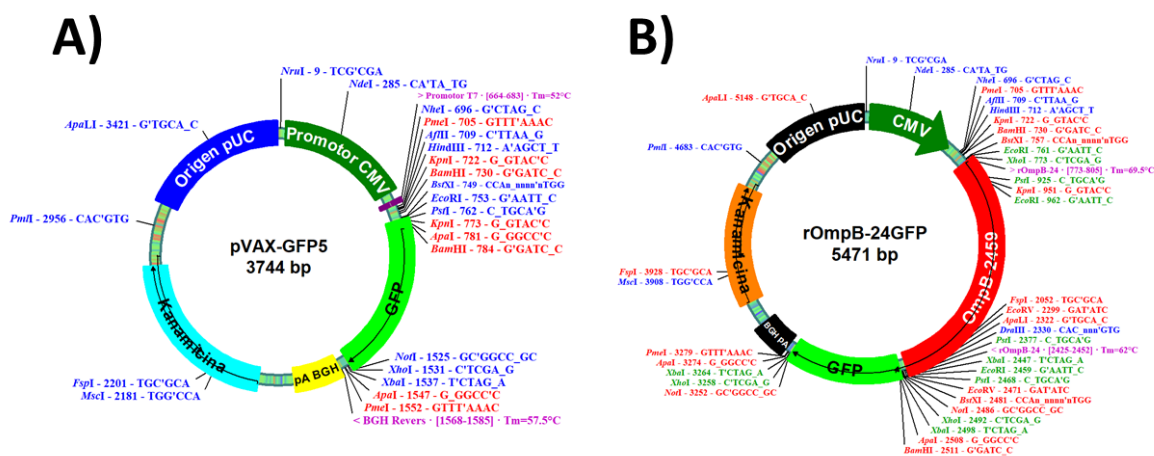 A)
NruI - 9 - TCG'CGA
NdeI - 285 - CA'TA_TG
> Promotor T7 · [664-683] · Tm=52°C
NheI - 696 - G'CTAG_C
PmeI - 705 - GTTT'AAAC
AflII - 709 - C'TTAA_G
HindIII - 712 - A'AGCT_T
KpnI - 722 - G_GTAC'C
BamHI - 730 - G'GATC_C
BstXI - 749 - CCAn_nnnn'nTGG
EcoRI - 753 - G'AATT_C
PstI - 762 - C_TGCA'G
KpnI - 773 - G_GTAC'C
ApaI - 781 - G_GGCC'C
BamHI - 784 - G'GATC_C
ApaLI - 3421 - G'TGCA_C
Origen pUC
Promotor CMV
PmlI - 2956 - CAC'GTG
pVAX-GFP5
3744 bp
GFP
Kanamicina
pA BGH
FspI - 2201 - TGC'GCA
MscI - 2181 - TGG'CCA
NotI - 1525 - GC'GGCC_GC
XhoI - 1531 - C'TCGA_G
XbaI - 1537 - T'CTAG_A
ApaI - 1547 - G_GGCC'C
PmeI - 1552 - GTTT'AAAC
< BGH Revers · [1568-1585] · Tm=57.5°C
B)
NruI - 9 - TCG'CGA
NdeI - 285 - CA'TA_TG
NheI - 696 - G'CTAG_C
PmeI - 705 - GTTT'AAAC
AflII - 709 - C'TTAA_G
HindIII - 712 - A'AGCT_T
KpnI - 722 - G_GTAC'C
BamHI - 730 - G'GATC_C
BstXI - 757 - CCAn_nnnn'nTGG
EcoRI - 761 - G'AATT_C
XhoI - 773 - C'TCGA_G
> rOmpB-24 · [773-805] · Tm=69.5°C
PstI - 925 - C_TGCA'G
KpnI - 951 - G_GTAC'C
EcoRI - 962 - G'AATT_C
ApaLI - 5148 - G'TGCA_C
Origen pUC
CMV
PmlI - 4683 - CAC'GTG
Kanamicina
rOmpB-24GFP
5471 bp
OmpB-2459
FspI - 3928 - TGC'GCA
MscI - 3908 - TGG'CCA
BGH PA
GFP
PmeI - 3279 - GTTT'AAAC
ApaI - 3274 - G_GGCC'C
XbaI - 3264 - T'CTAG_A
XhoI - 3258 - C'TCGA_G
NotI - 3252 - GC'GGCC_GC
FspI - 2052 - TGC'GCA
EcoRV - 2299 - GAT'ATC
ApaLI - 2322 - G'TGCA_C
DraIII - 2330 - CAC_nnn'GTG
PstI - 2377 - C_TGCA'G
< rOmpB-24 · [2425-2452] · Tm=62°C
XbaI - 2447 - T'CTAG_A
EcoRI - 2459 - G'AATT_C
PstI - 2468 - C_TGCA'G
EcoRV - 2471 - GAT'ATC
BstXI - 2481 - CCAn_nnnn'nTGG
NotI - 2486 - GC'GGCC_GC
XhoI - 2492 - C'TCGA_G
XbaI - 2498 - T'CTAG_A
ApaI - 2508 - G_GGCC'C
BamHI - 2511 - G'GATC_C